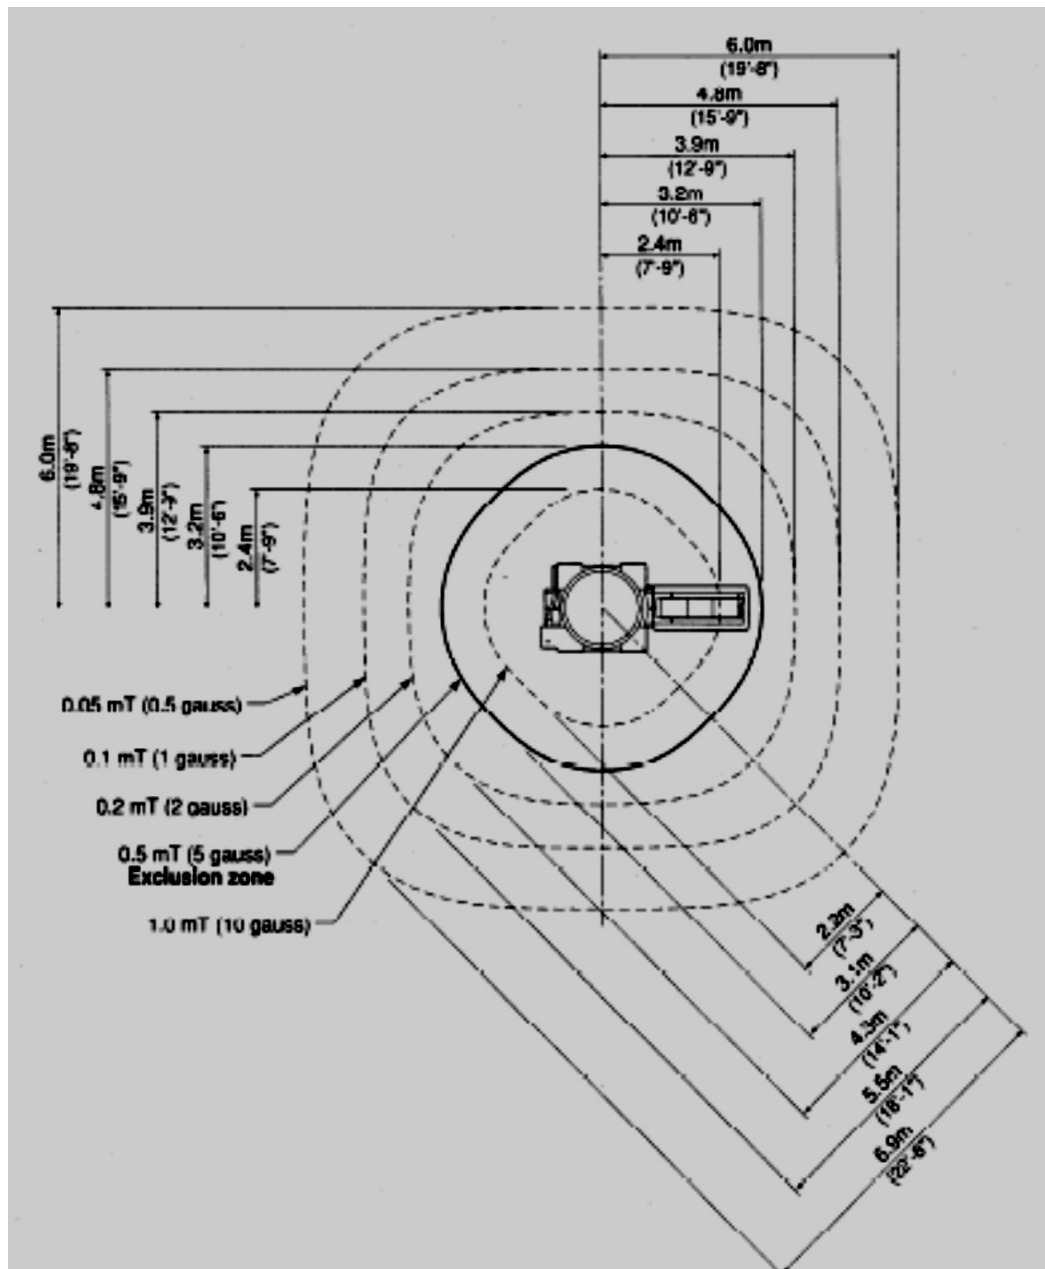 6.0m
(19'-8")
4.8m
(15'-9")
3.9m
(12'-9")
3.2m
(10'-6")
2.4m
(7'-9")
6.0m
(19'-8")
4.8m
(15'-9")
3.9m
(12'-9")
3.2m
(10'-6")
2.4m
(7'-9")
0.05 mT (0.5 gauss)
0.1 mT (1 gauss)
0.2 mT (2 gauss)
0.5 mT (5 gauss)
Exclusion zone
1.0 mT (10 gauss)
2.2m
(7'-3")
3.1m
(10'-2")
4.3m
(14'-1")
5.5m
(18'-1")
6.9m
(22'-8")